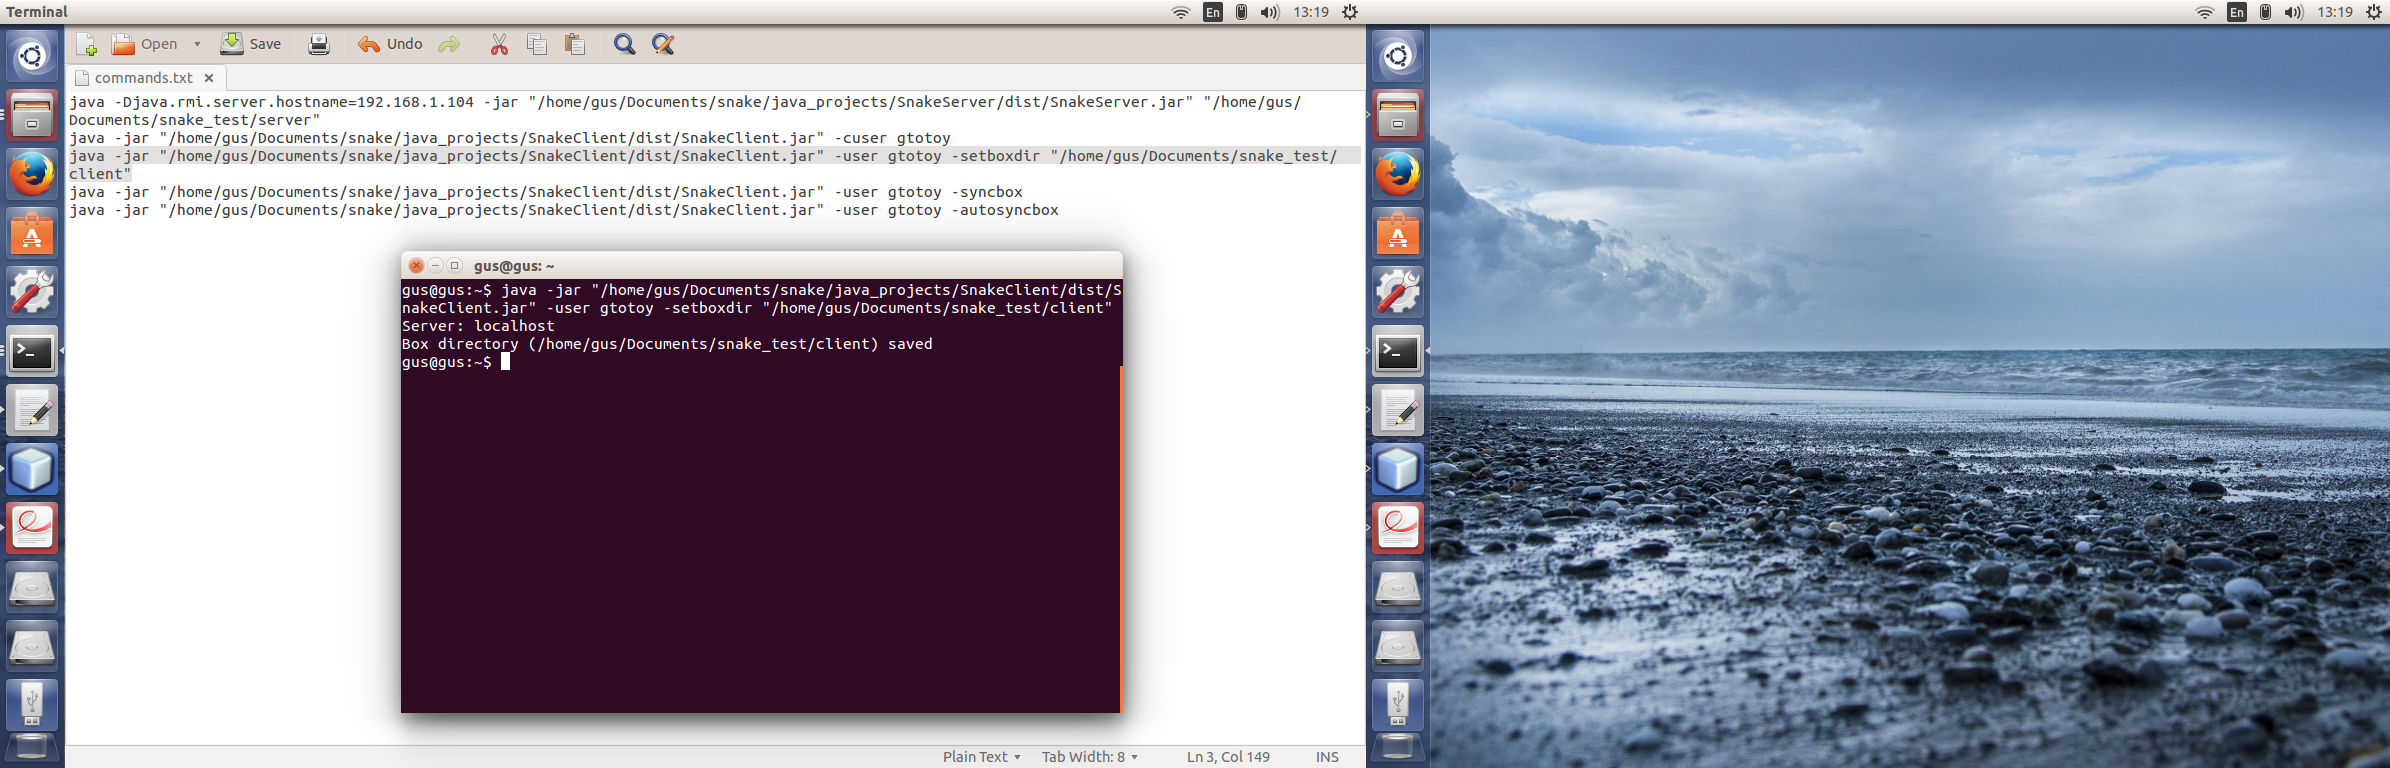 Terminal
En
13:19
En
13:19
Open
Save
Undo
commands.txt
java -Djava.rmi.server.hostname=192.168.1.104 -jar "/home/gus/Documents/snake/java_projects/SnakeServer/dist/SnakeServer.jar" "/home/gus/
Documents/snake_test/server"
java -jar "/home/gus/Documents/snake/java_projects/SnakeClient/dist/SnakeClient.jar" -cuser gtotoy
java -jar "/home/gus/Documents/snake/java_projects/SnakeClient/dist/SnakeClient.jar" -user gtotoy -setboxdir "/home/gus/Documents/snake_test/
client"
java -jar "/home/gus/Documents/snake/java_projects/SnakeClient/dist/SnakeClient.jar" -user gtotoy -syncbox
java -jar "/home/gus/Documents/snake/java_projects/SnakeClient/dist/SnakeClient.jar" -user gtotoy -autosyncbox
gus@gus: ~
gus@gus:~$ java -jar "/home/gus/Documents/snake/java_projects/SnakeClient/dist/S
nakeClient.jar" -user gtotoy -setboxdir "/home/gus/Documents/snake_test/client"
Server: localhost
Box directory (/home/gus/Documents/snake_test/client) saved
gus@gus:~$
Plain Text
Tab Width: 8
Ln 3, Col 149
INS